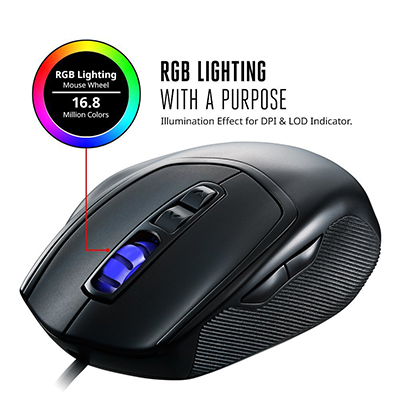 RGB Lighting
Mouse Wheel
16.8
Million Colors
RGB LIGHTING
WITH A PURPOSE
Illumination Effect for DPI & LOD Indicator.